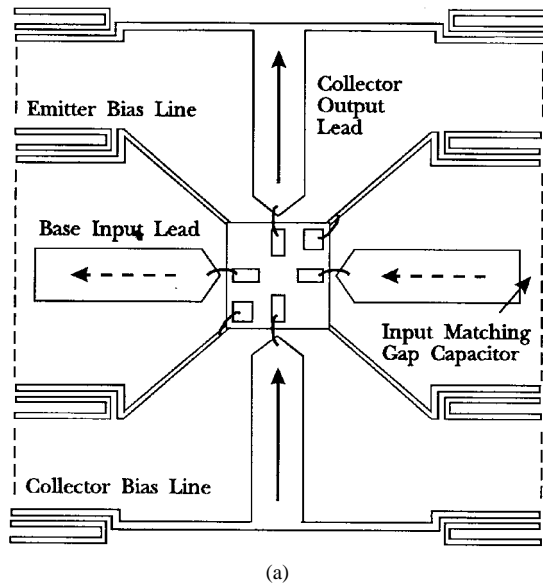 Emitter Bias Line
Collector
Output
Lead
Base Input Lead
Input Matching
Gap Capacitor
Collector Bias Line
(a)